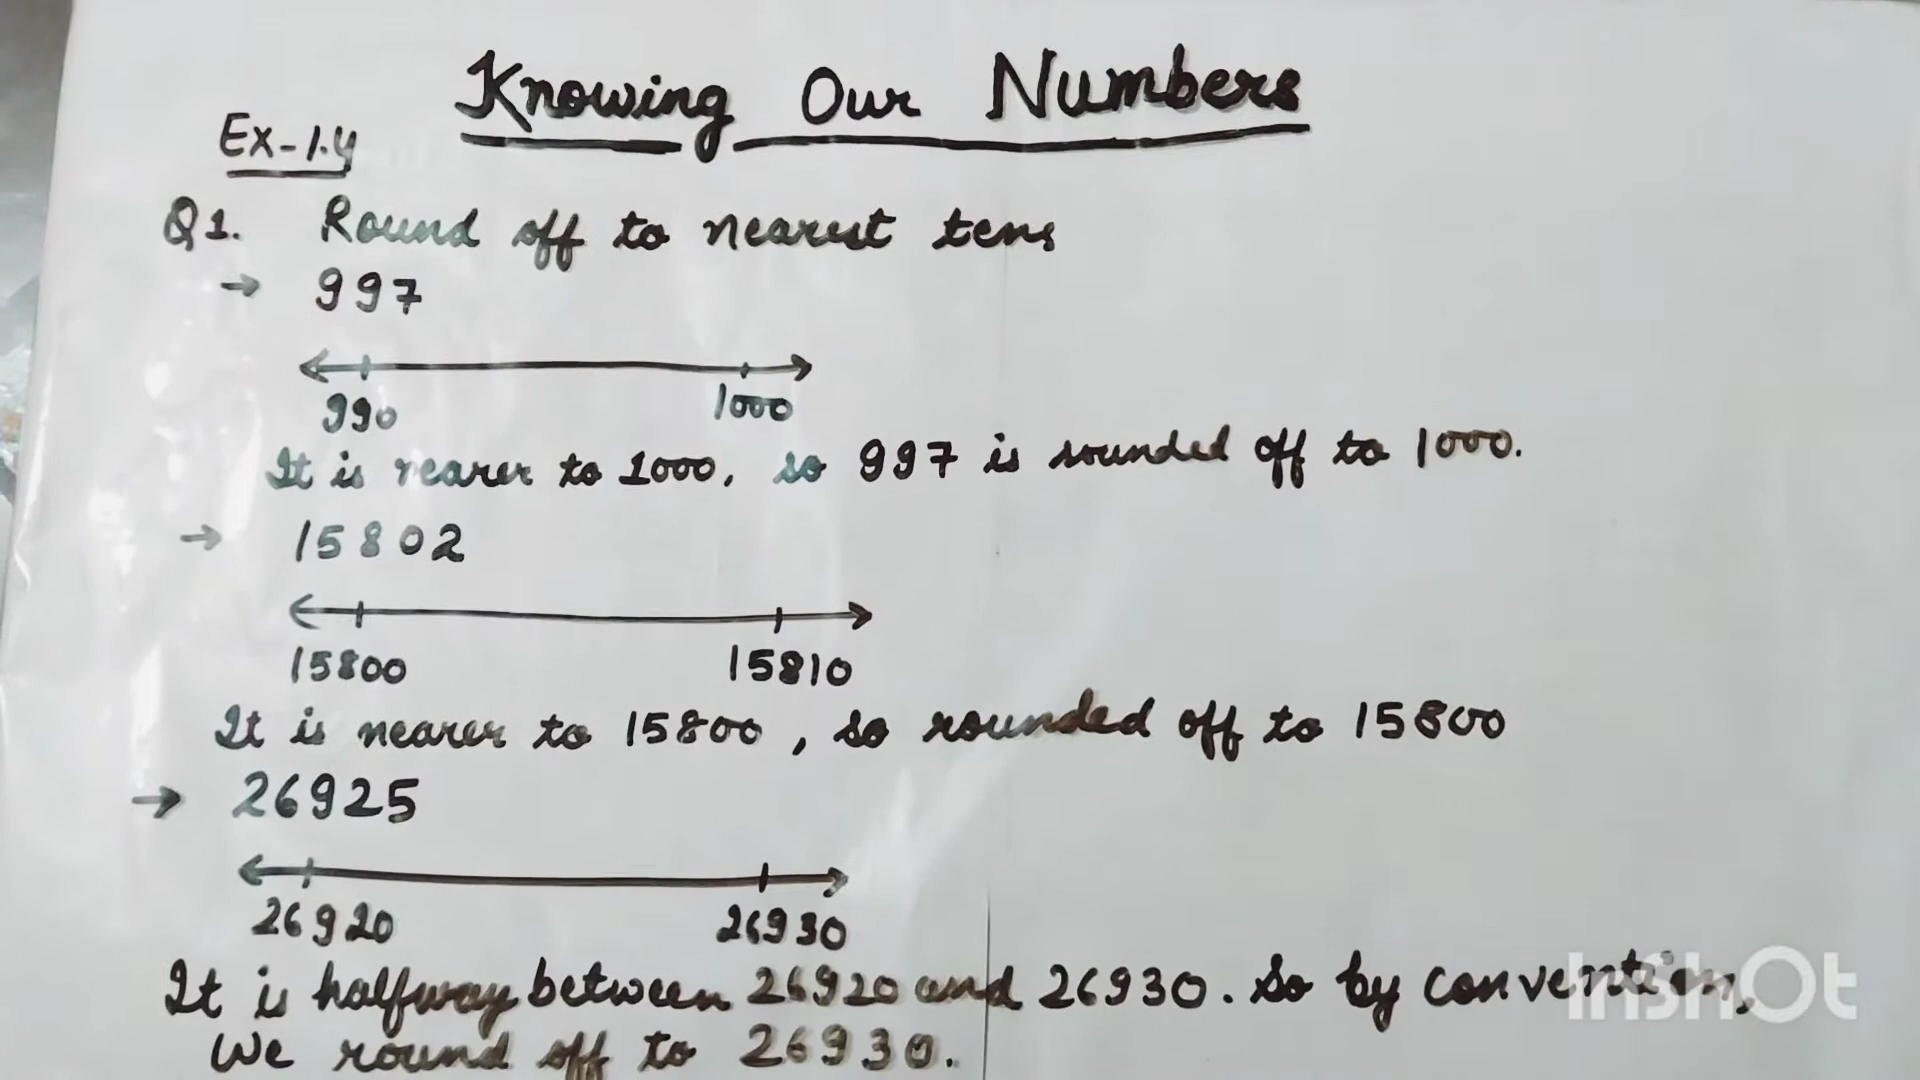 Knowing Our Numbers
Ex-1.4
Q1. Round off to nearest tens
→ 997
990 1000
It is nearer to 1000, so 997 is rounded off to 1000.
→ 15802
15800 15810
It is nearer to 15800, so rounded off to 15800
→ 26925
26920 26930
It is halfway between 26920 and 26930. So by convention,
We round off to 26930.
InShOt